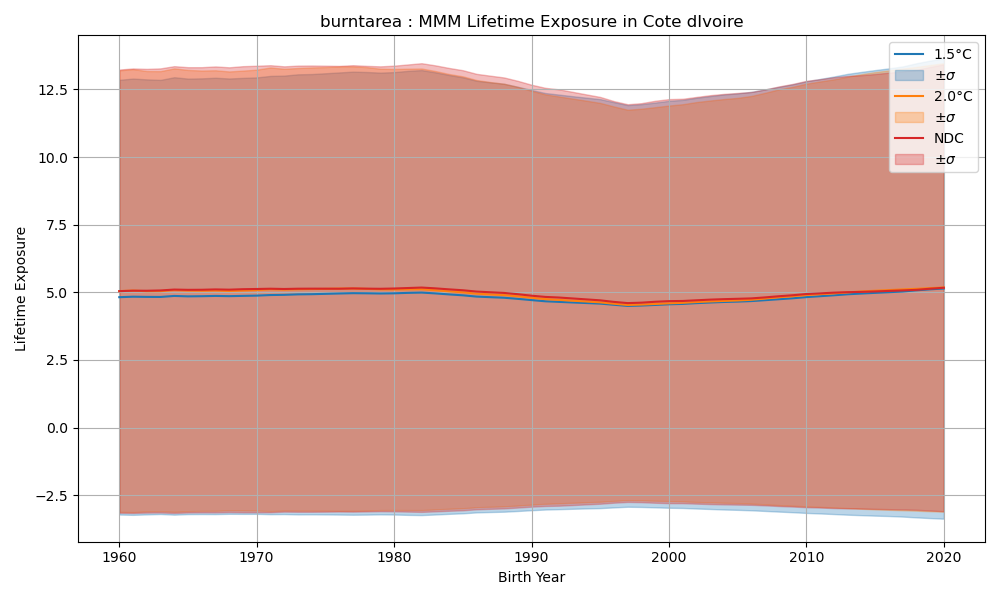 burntarea : MMM Lifetime Exposure in Cote dIvoire
Lifetime Exposure
12.5
10.0
7.5
5.0
2.5
0.0
−2.5
1.5°C
±σ
2.0°C
±σ
NDC
±σ
1960
1970
1980
1990
2000
2010
2020
Birth Year